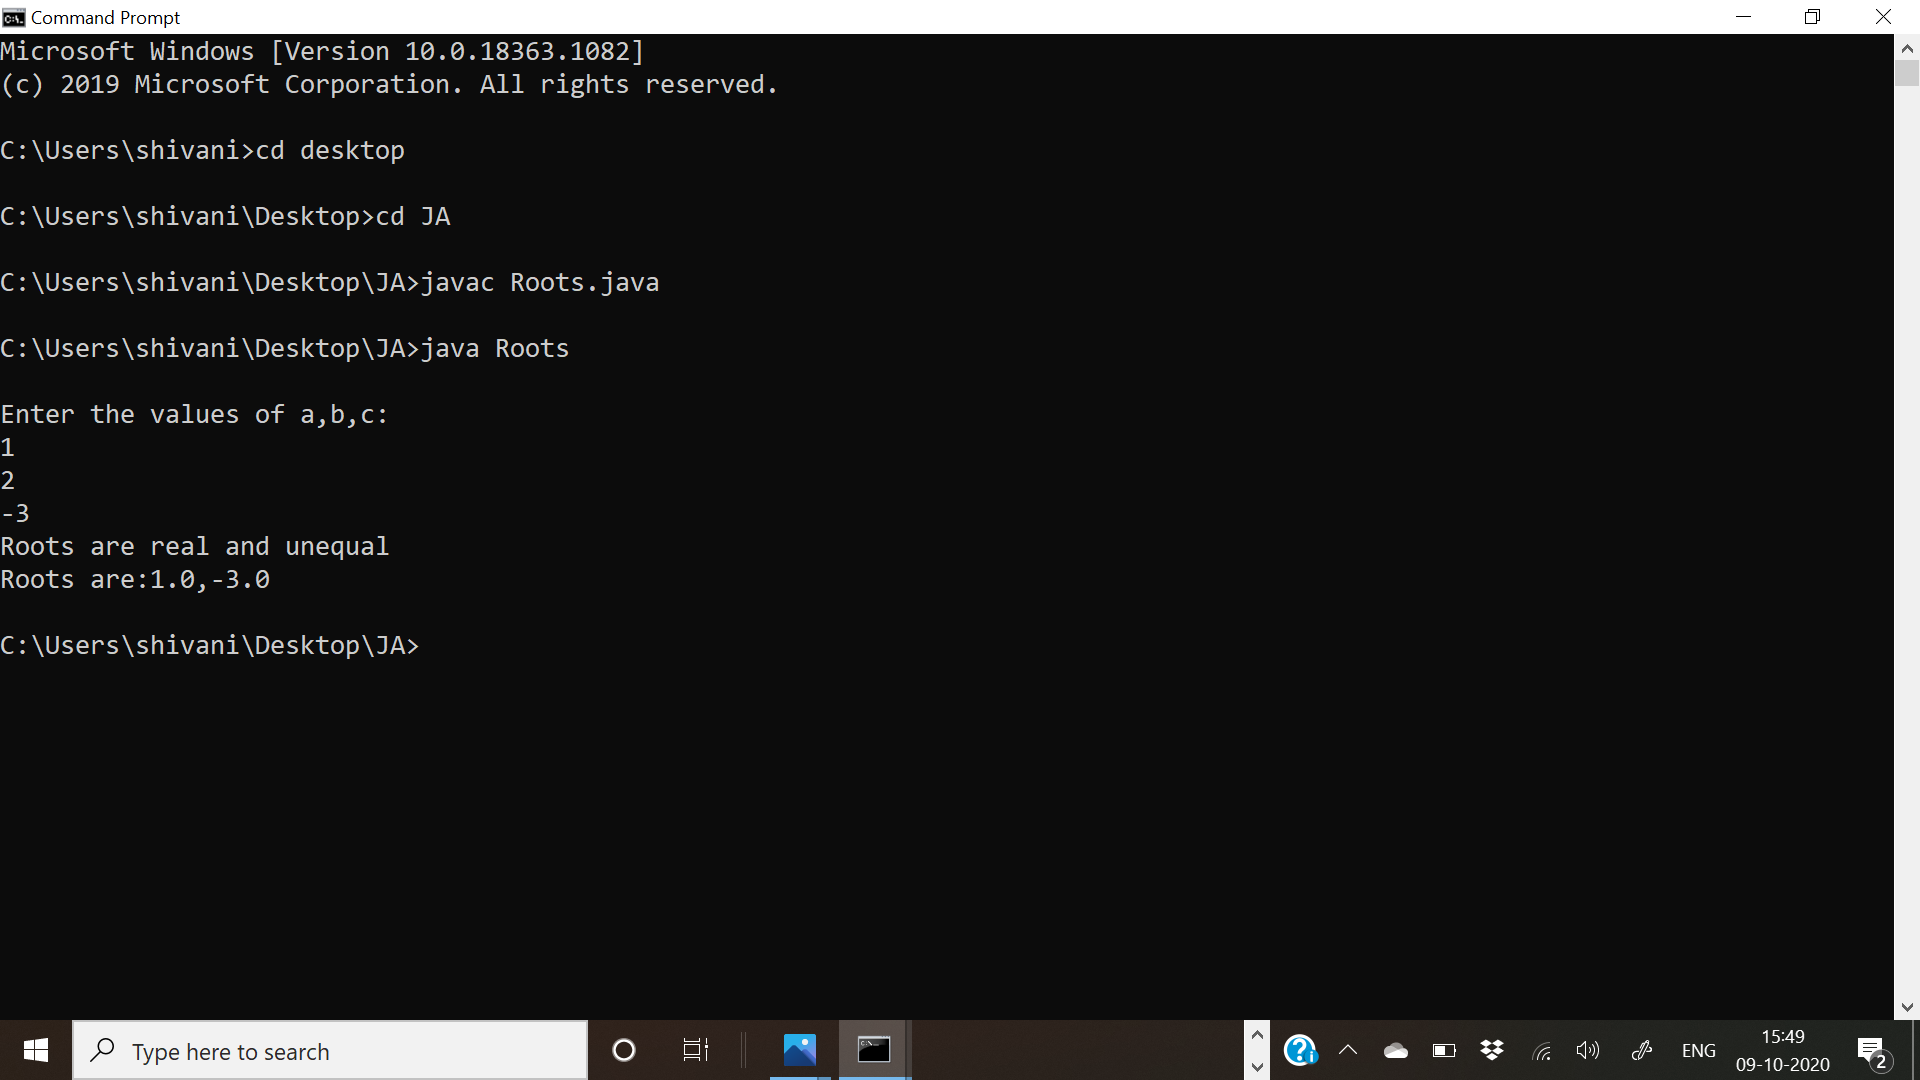 Command Prompt
Microsoft Windows [Version 10.0.18363.1082]
(c) 2019 Microsoft Corporation. All rights reserved.
C:\Users\shivani>cd desktop
C:\Users\shivani\Desktop>cd JA
C:\Users\shivani\Desktop\JA>javac Roots.java
C:\Users\shivani\Desktop\JA>java Roots
Enter the values of a,b,c:
1
2
-3
Roots are real and unequal
Roots are:1.0,-3.0
C:\Users\shivani\Desktop\JA>
Type here to search
ENG
15:49
09-10-2020
2